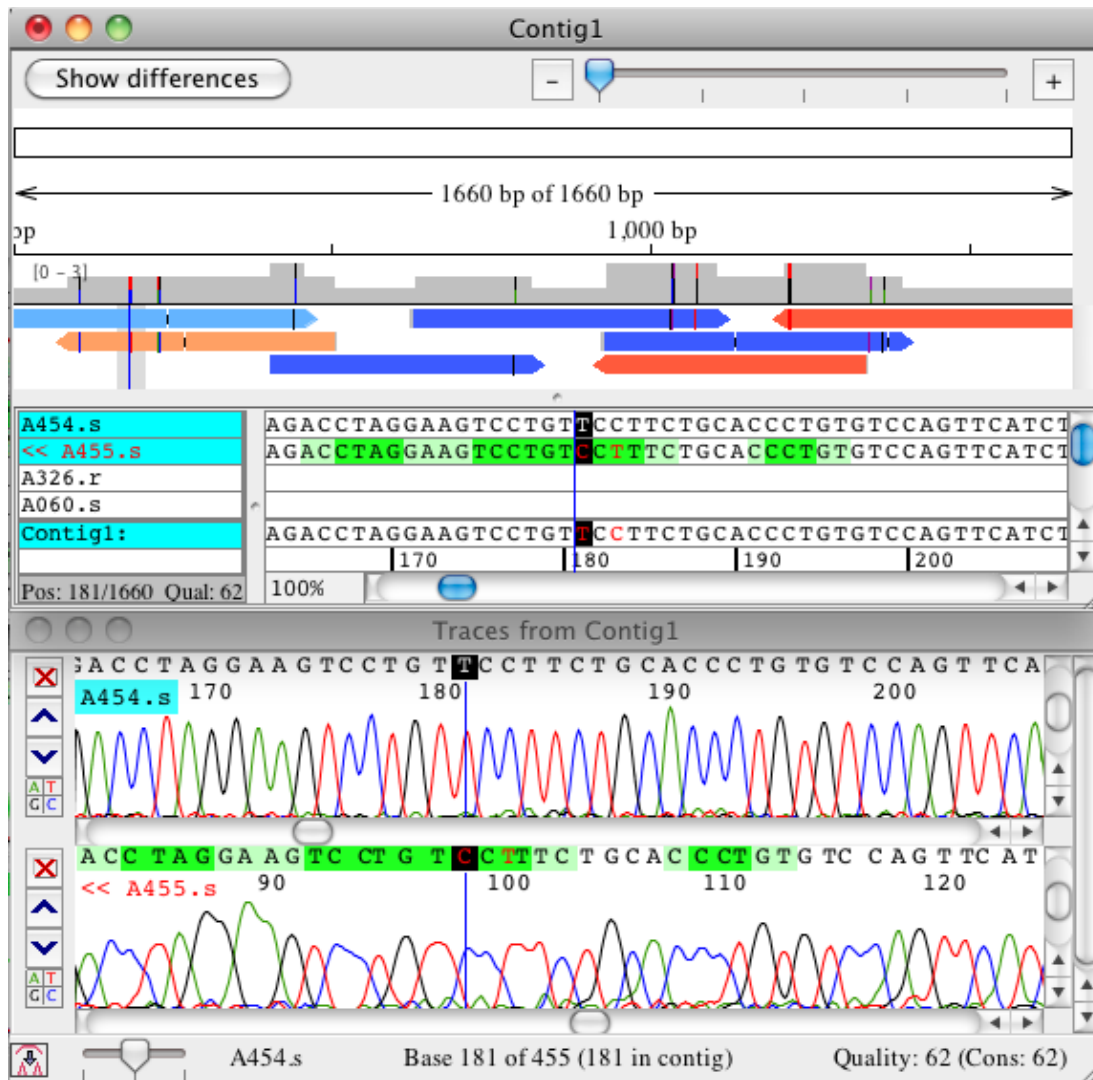 Contig1
Show differences
-
+
1660 bp of 1660 bp
bp
1,000 bp
[0 - 3]
A454.s AGACCTAGGAAGTCCTGTTCCTTCTGCACCCTGTGTCCAGTTCATCT
<< A455.s AGACCTAGGAAGTCCTGTCCTTTCTGCACCCTGTGTCCAGTTCATCT
A326.r
A060.s
Contig1: AGACCTAGGAAGTCCTGTTCCTTCTGCACCCTGTGTCCAGTTCATCT
170 180 190 200
Pos: 181/1660 Qual: 62 100%
Traces from Contig1
GACCTAGGAAGTCCTGTTCCTTCTGCACCCTGTGTCCAGTTCA
A454.s 170 180 190 200
A T
G C
ACCTAGGAAGTCCTGTCCTTTCTGCACCCTGTGTCCAGTTCAT
<< A455.s 90 100 110 120
A T
G C
A454.s Base 181 of 455 (181 in contig) Quality: 62 (Cons: 62)